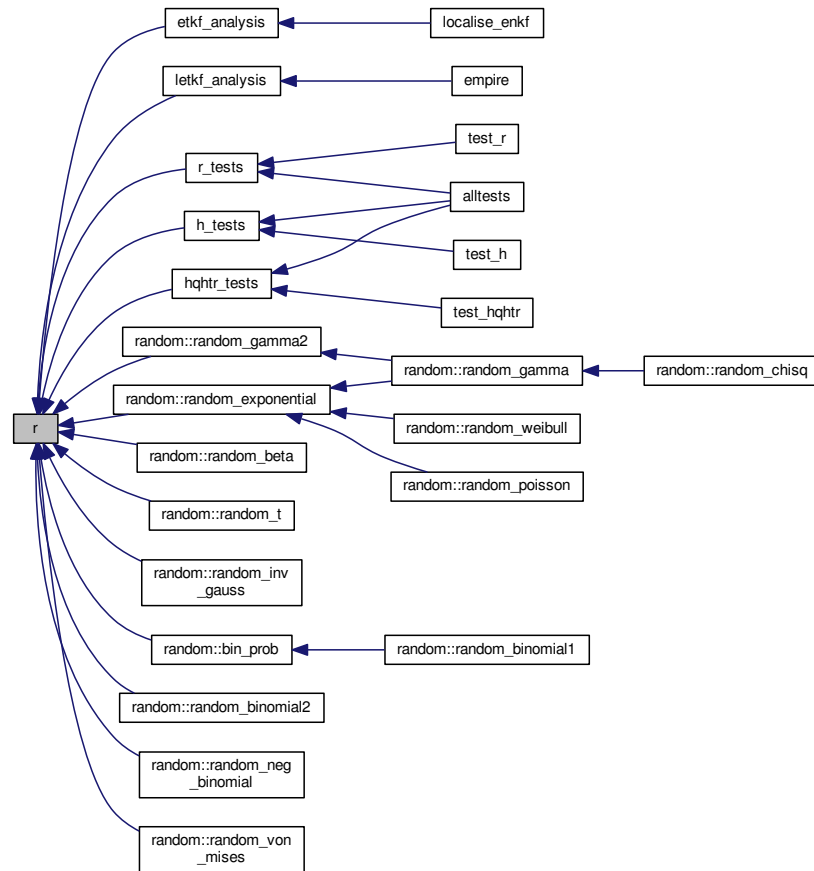 etkf_analysis
localise_enkf
letkf_analysis
empire
test_r
r_tests
alltests
h_tests
test_h
hqhtr_tests
test_hqhtr
random::random_gamma2
random::random_gamma
random::random_chisq
random::random_exponential
r
random::random_weibull
random::random_beta
random::random_poisson
random::random_t
random::random_inv
_gauss
random::bin_prob
random::random_binomial1
random::random_binomial2
random::random_neg
_binomial
random::random_von
_mises